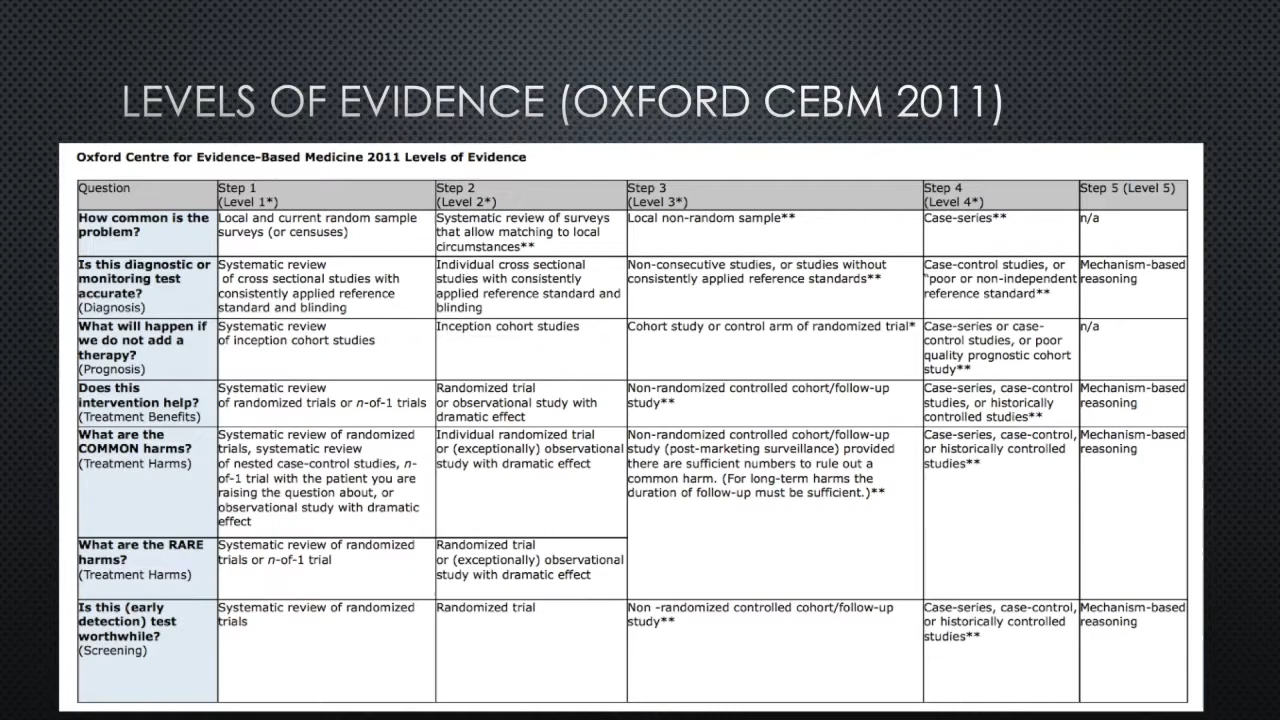 LEVELS OF EVIDENCE (OXFORD CEBM 2011)
Oxford Centre for Evidence-Based Medicine 2011 Levels of Evidence
Question
Step 1
(Level 1*)
Step 2
(Level 2*)
Step 3
(Level 3*)
Step 4
(Level 4*)
Step 5 (Level 5)
How common is the
problem?
Local and current random sample
surveys (or censuses)
Systematic review of surveys
that allow matching to local
circumstances**
Local non-random sample**
Case-series**
n/a
Is this diagnostic or
monitoring test
accurate?
(Diagnosis)
Systematic review
of cross sectional studies with
consistently applied reference
standard and blinding
Individual cross sectional
studies with consistently
applied reference standard and
blinding
Non-consecutive studies, or studies without
consistently applied reference standards**
Case-control studies, or
"poor or non-independent
reference standard**
Mechanism-based
reasoning
What will happen if
we do not add a
therapy?
(Prognosis)
Systematic review
of inception cohort studies
Inception cohort studies
Cohort study or control arm of randomized trial*
Case-series or case-
control studies, or poor
quality prognostic cohort
study**
n/a
Does this
intervention help?
(Treatment Benefits)
Systematic review
of randomized trials or n-of-1 trials
Randomized trial
or observational study with
dramatic effect
Non-randomized controlled cohort/follow-up
study**
Case-series, case-control
studies, or historically
controlled studies**
Mechanism-based
reasoning
What are the
COMMON harms?
(Treatment Harms)
Systematic review of randomized
trials, systematic review
of nested case-control studies, n-
of-1 trial with the patient you are
raising the question about, or
observational study with dramatic
effect
Individual randomized trial
or (exceptionally) observational
study with dramatic effect
Non-randomized controlled cohort/follow-up
study (post-marketing surveillance) provided
there are sufficient numbers to rule out a
common harm. (For long-term harms the
duration of follow-up must be sufficient.)**
Case-series, case-control,
or historically controlled
studies**
Mechanism-based
reasoning
What are the RARE
harms?
(Treatment Harms)
Systematic review of randomized
trials or n-of-1 trial
Randomized trial
or (exceptionally) observational
study with dramatic effect
Is this (early
detection) test
worthwhile?
(Screening)
Systematic review of randomized
trials
Randomized trial
Non -randomized controlled cohort/follow-up
study**
Case-series, case-control,
or historically controlled
studies**
Mechanism-based
reasoning